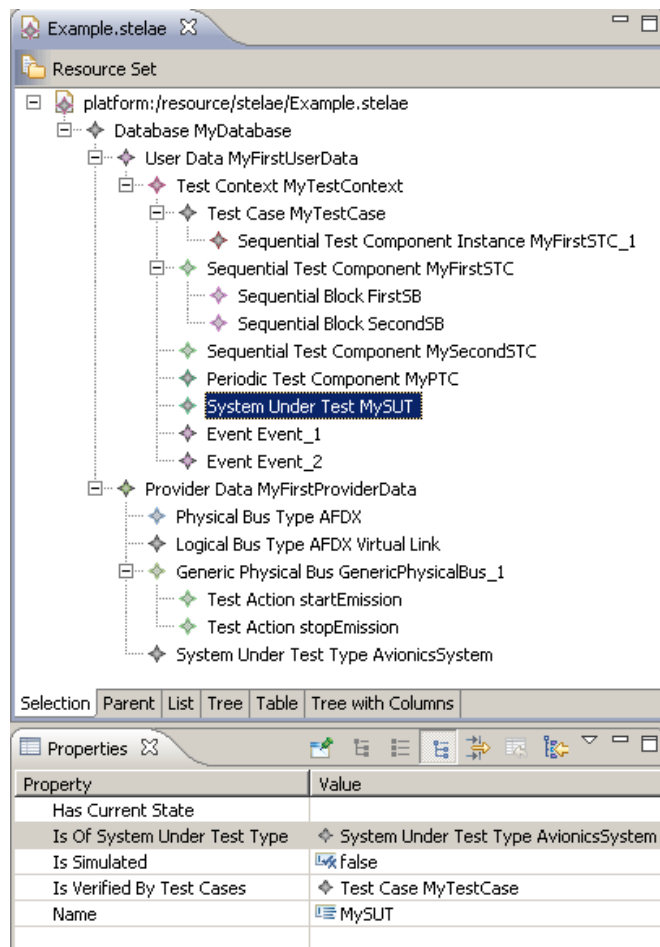 Example.stelae
Resource Set
platform:/resource/stelae/Example.stelae
Database MyDatabase
User Data MyFirstUserData
Test Context MyTestContext
Test Case MyTestCase
Sequential Test Component Instance MyFirstSTC_1
Sequential Test Component MyFirstSTC
Sequential Block FirstSB
Sequential Block SecondSB
Sequential Test Component MySecondSTC
Periodic Test Component MyPTC
System Under Test MySUT
Event Event_1
Event Event_2
Provider Data MyFirstProviderData
Physical Bus Type AFDX
Logical Bus Type AFDX Virtual Link
Generic Physical Bus GenericPhysicalBus_1
Test Action startEmission
Test Action stopEmission
System Under Test Type AvionicsSystem
Selection Parent List Tree Table Tree with Columns
Properties
Property Value
Has Current State
Is Of System Under Test Type System Under Test Type AvionicsSystem
Is Simulated false
Is Verified By Test Cases Test Case MyTestCase
Name MySUT